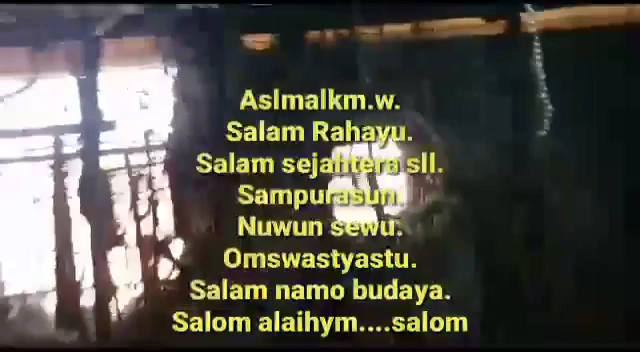 Aslmalkm.w.
Salam Rahayu.
Salam sejahtera sll.
Sampurasun.
Nuwun sewu.
Omswastyastu.
Salam namo budaya.
Salom alaihym....salom